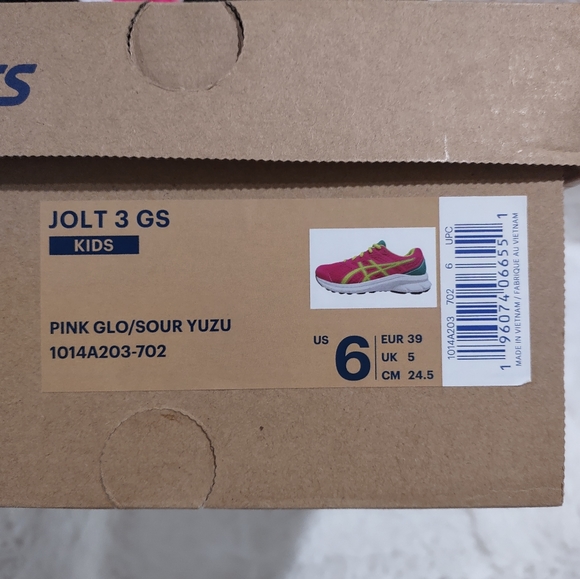 JOLT 3 GS
KIDS
PINK GLO/SOUR YUZU
1014A203-702
US 6
EUR 39
UK 5
CM 24.5
1014A203 702 6 UPC
1 96074 06655 1
MADE IN VIETNAM / FABRIQUE AU VIETNAM